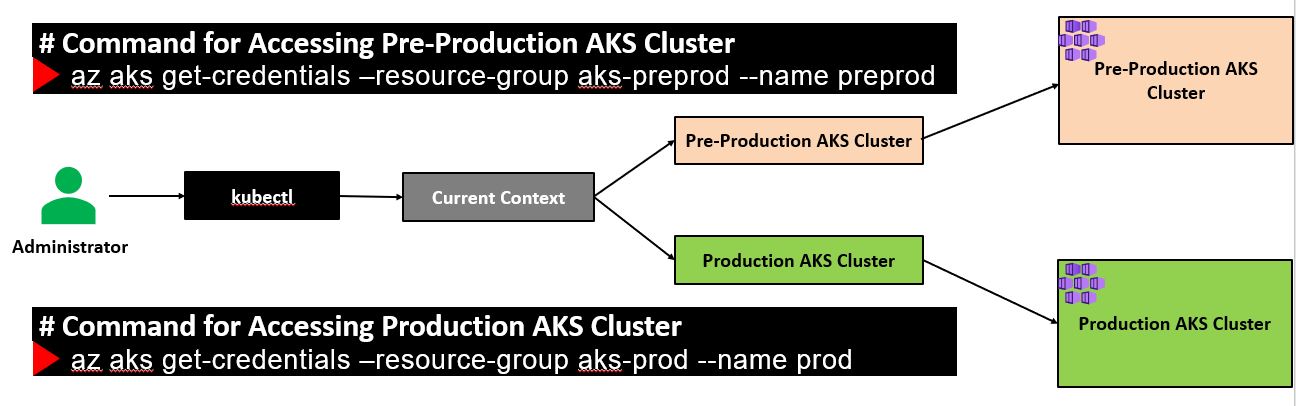 # Command for Accessing Pre-Production AKS Cluster
az aks get-credentials –resource-group aks-preprod --name preprod
Pre-Production AKS
Cluster
Pre-Production AKS Cluster
kubectl
Current Context
Administrator
Production AKS Cluster
Production AKS Cluster
# Command for Accessing Production AKS Cluster
az aks get-credentials –resource-group aks-prod --name prod